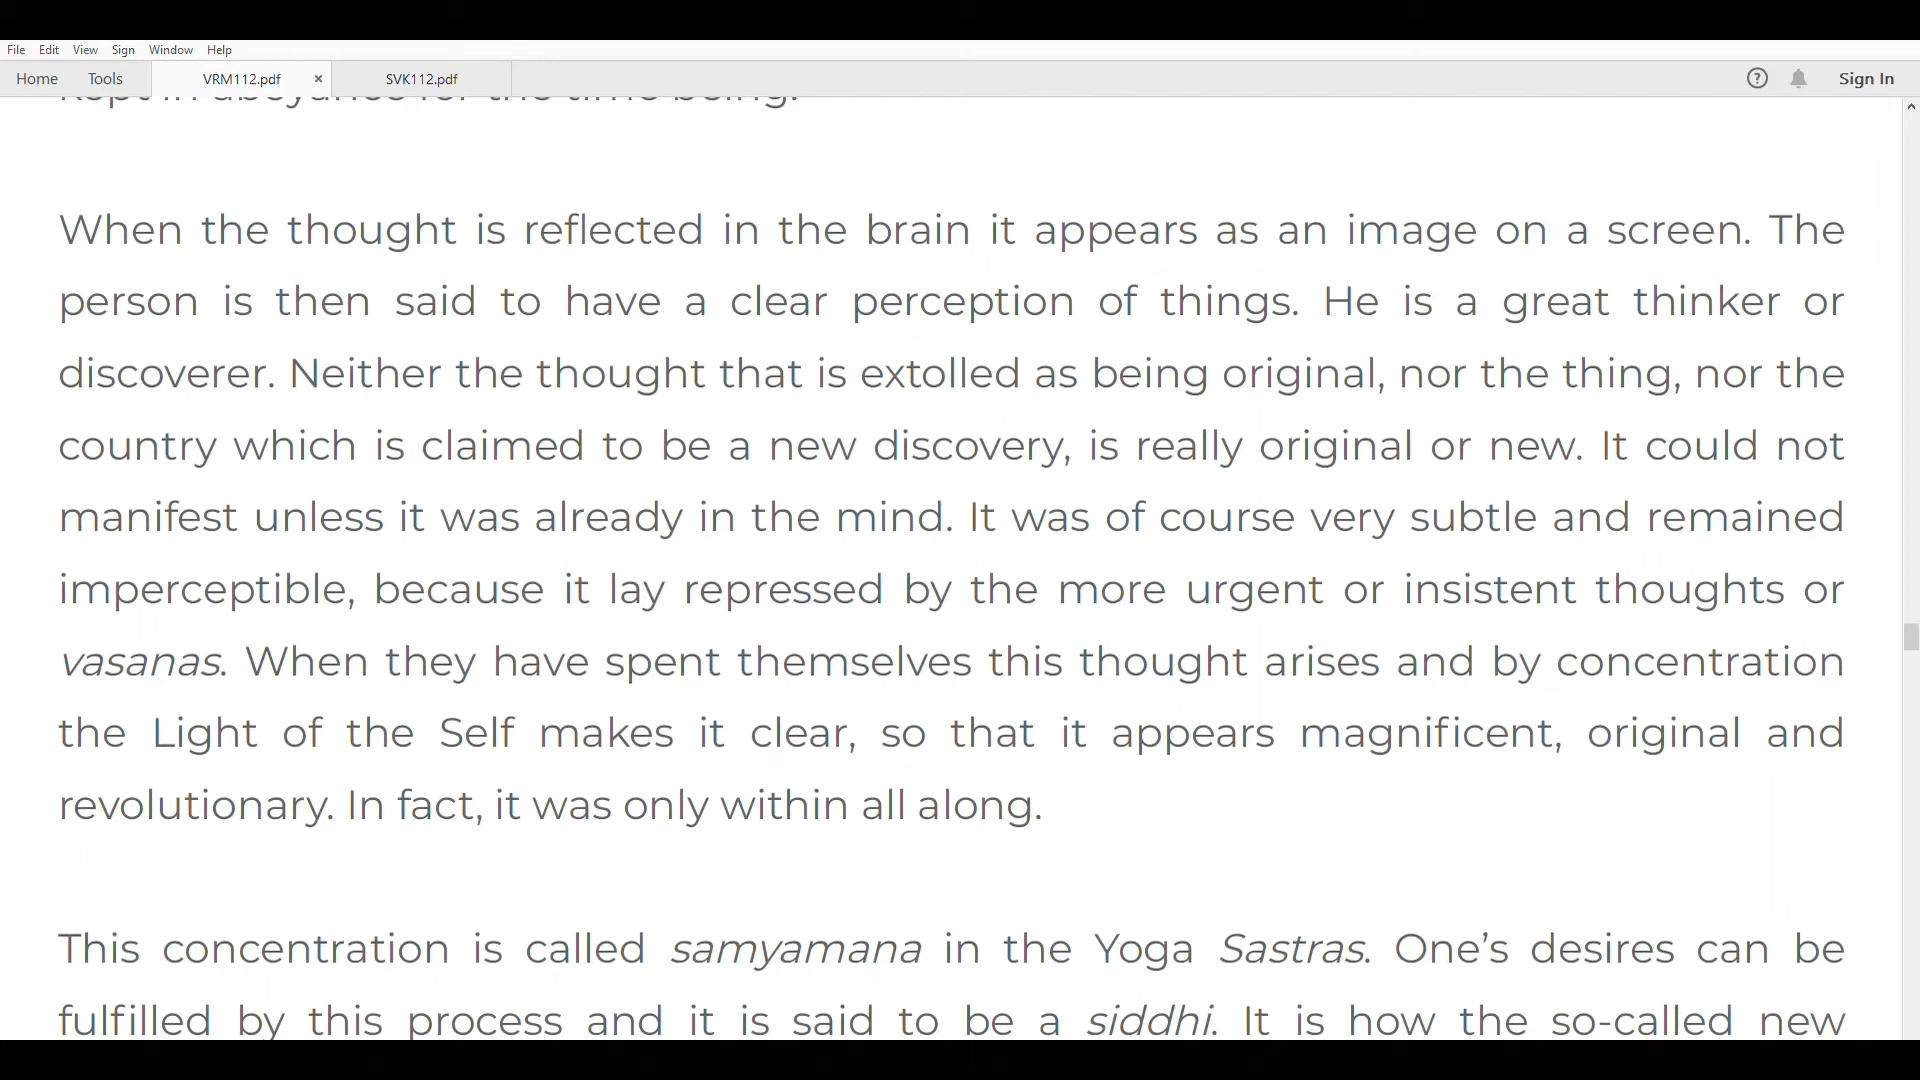 File Edit View Sign Window Help
Home Tools VRM112.pdf × SVK112.pdf ? Sign In
kept in abeyance for the time being.
When the thought is reflected in the brain it appears as an image on a screen. The
person is then said to have a clear perception of things. He is a great thinker or
discoverer. Neither the thought that is extolled as being original, nor the thing, nor the
country which is claimed to be a new discovery, is really original or new. It could not
manifest unless it was already in the mind. It was of course very subtle and remained
imperceptible, because it lay repressed by the more urgent or insistent thoughts or
vasanas. When they have spent themselves this thought arises and by concentration
the Light of the Self makes it clear, so that it appears magnificent, original and
revolutionary. In fact, it was only within all along.
This concentration is called samyamana in the Yoga Sastras. One’s desires can be
fulfilled by this process and it is said to be a siddhi. It is how the so-called new